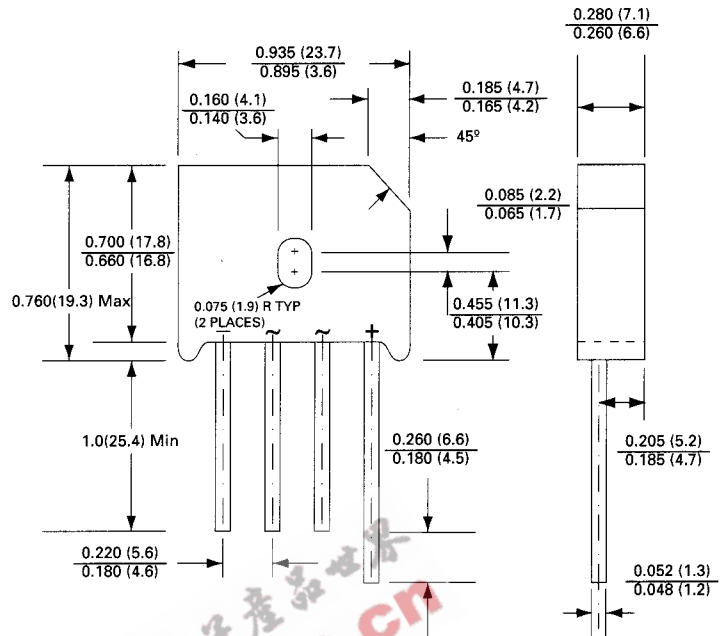 0.280 (7.1)
0.260 (6.6)
0.935 (23.7)
0.895 (3.6)
0.185 (4.7)
0.165 (4.2)
0.160 (4.1)
0.140 (3.6)
45º
0.085 (2.2)
0.065 (1.7)
0.700 (17.8)
0.660 (16.8)
0.760(19.3) Max
0.075 (1.9) R TYP
(2 PLACES)
0.455 (11.3)
0.405 (10.3)
– ~ ~ +
1.0(25.4) Min
0.260 (6.6)
0.180 (4.5)
0.205 (5.2)
0.185 (4.7)
0.220 (5.6)
0.180 (4.6)
0.052 (1.3)
0.048 (1.2)
產品世界
.cn